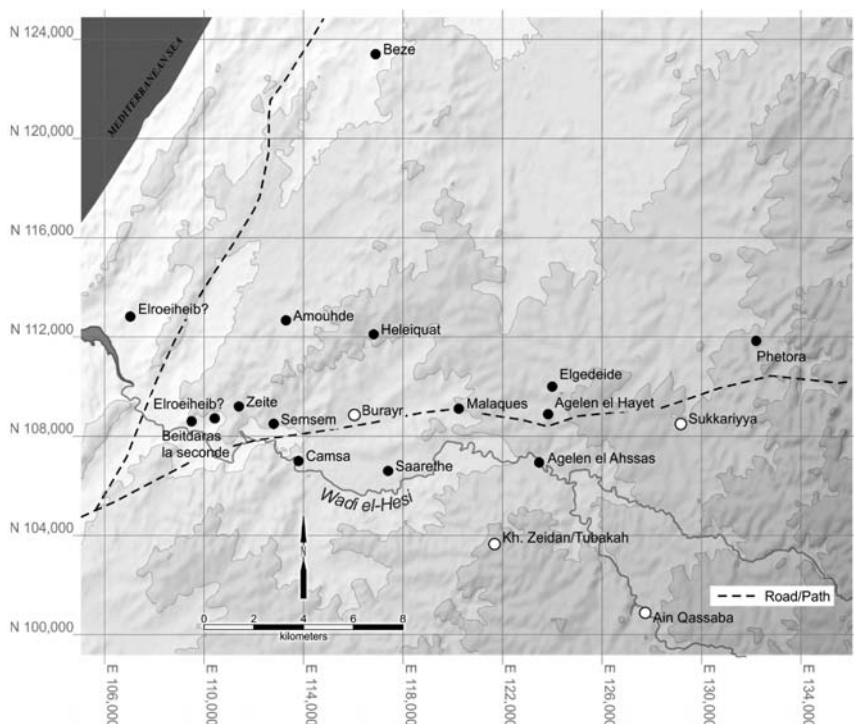 N 124,000
N 120,000
N 116,000
N 112,000
N 108,000
N 104,000
N 100,000
MEDITERRANEAN SEA
Beze
Elroeiheib?
Amouhde
Heleiquat
Phetora
Elgedeide
Elroeiheib?
Zeite
Semsem
Burayr
Malaques
Agelen el Hayet
Sukkariyya
Beitdaras
la seconde
Camsa
Saarethe
Agelen el Ahssas
Wadi el-Hesi
Kh. Zeidan/Tubakah
Ain Qassaba
N
0 2 4 6 8
kilometers
Road/Path
E 106,000
E 110,000
E 114,000
E 118,000
E 122,000
E 126,000
E 130,000
E 134,000